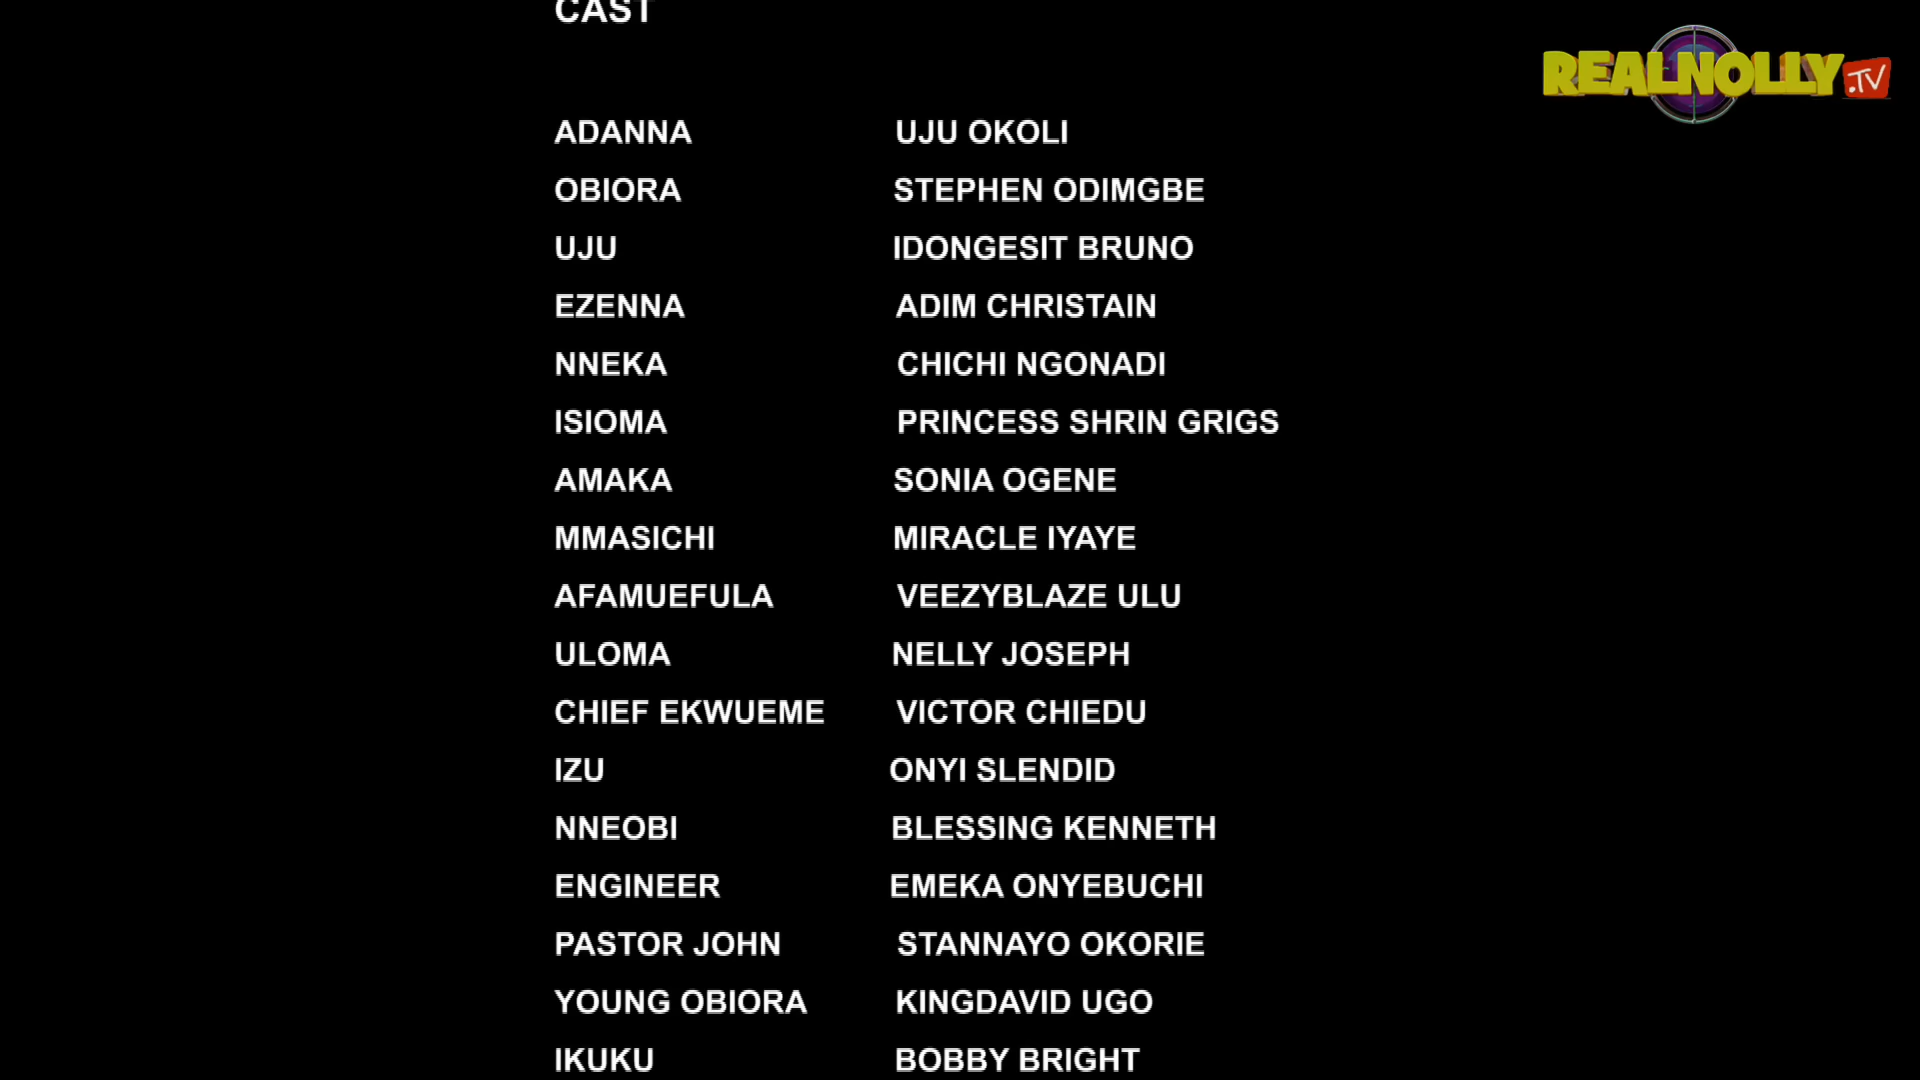 CAST
REALNOLLY.TV
ADANNA UJU OKOLI
OBIORA STEPHEN ODIMGBE
UJU IDONGESIT BRUNO
EZENNA ADIM CHRISTAIN
NNEKA CHICHI NGONADI
ISIOMA PRINCESS SHRIN GRIGS
AMAKA SONIA OGENE
MMASICHI MIRACLE IYAYE
AFAMUEFULA VEEZYBLAZE ULU
ULOMA NELLY JOSEPH
CHIEF EKWUEME VICTOR CHIEDU
IZU ONYI SLENDID
NNEOBI BLESSING KENNETH
ENGINEER EMEKA ONYEBUCHI
PASTOR JOHN STANNAYO OKORIE
YOUNG OBIORA KINGDAVID UGO
IKUKU BOBBY BRIGHT